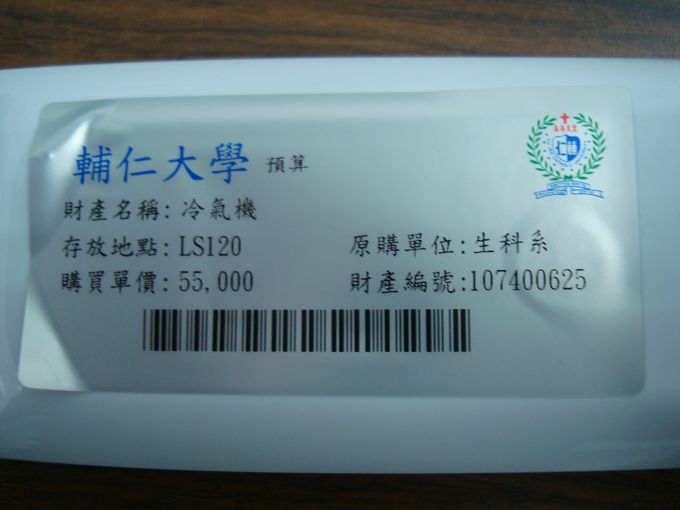 輔仁大學 預算
財產名稱: 冷氣機
存放地點: LS120 原購單位: 生科系
購買單價: 55,000 財產編號:107400625